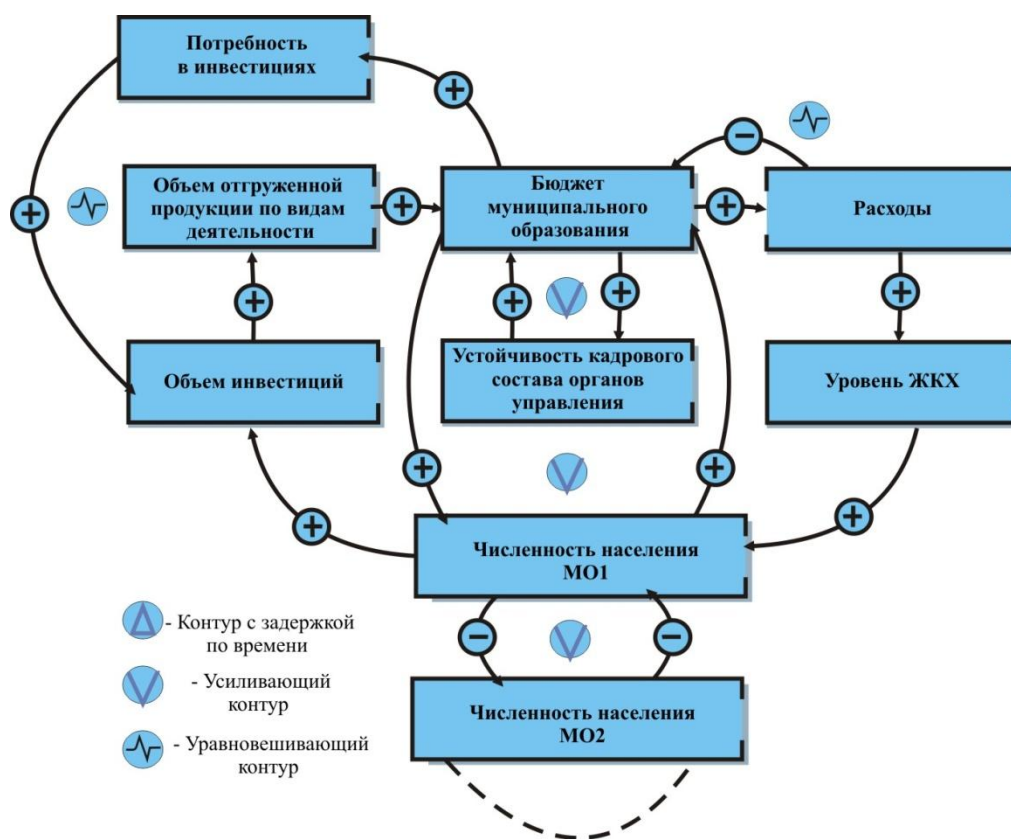 Потребность
в инвестициях
Объем отгруженной
продукции по видам
деятельности
Бюджет
муниципального
образования
Расходы
Объем инвестиций
Устойчивость кадрового
состава органов
управления
Уровень ЖКХ
Численность населения
МО1
Численность населения
МО2
- Контур с задержкой
по времени
- Усиливающий
контур
- Уравновешивающий
контур